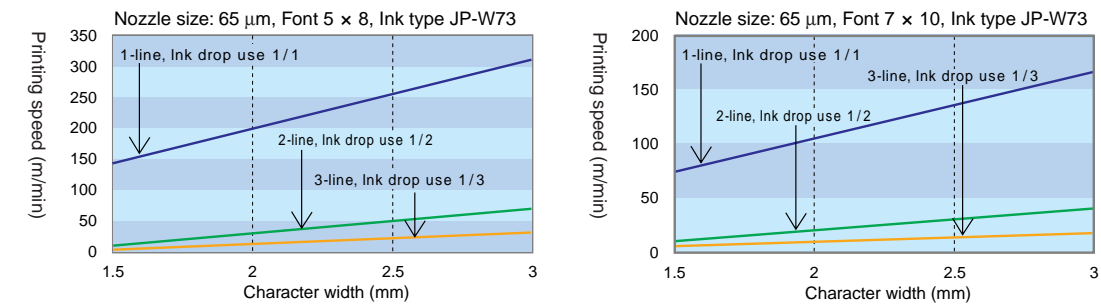 Nozzle size: 65 µm, Font 5 × 8, Ink type JP-W73
Printing speed (m/min)
350
300
250
200
150
100
50
0
1-line, Ink drop use 1/1
2-line, Ink drop use 1/2
3-line, Ink drop use 1/3
1.5 2 2.5 3
Character width (mm)
Nozzle size: 65 µm, Font 7 × 10, Ink type JP-W73
Printing speed (m/min)
200
150
100
50
0
1-line, Ink drop use 1/1
3-line, Ink drop use 1/3
2-line, Ink drop use 1/2
1.5 2 2.5 3
Character width (mm)